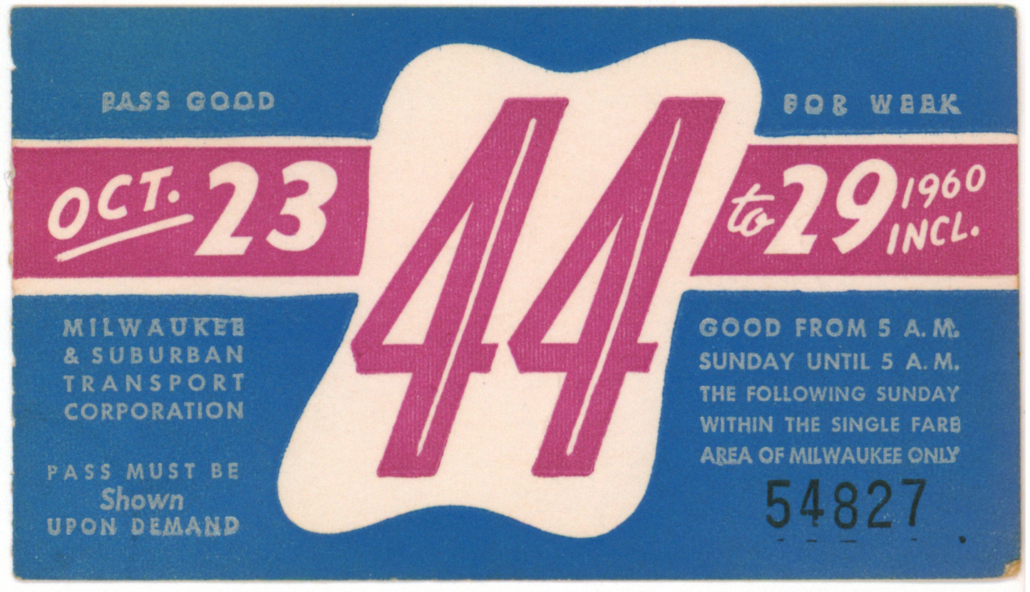 PASS GOOD
FOR WEEK
OCT. 23
44
to 29 1960
INCL.
MILWAUKEE
& SUBURBAN
TRANSPORT
CORPORATION
PASS MUST BE
Shown
UPON DEMAND
GOOD FROM 5 A.M.
SUNDAY UNTIL 5 A.M.
THE FOLLOWING SUNDAY
WITHIN THE SINGLE FARE
AREA OF MILWAUKEE ONLY
54827